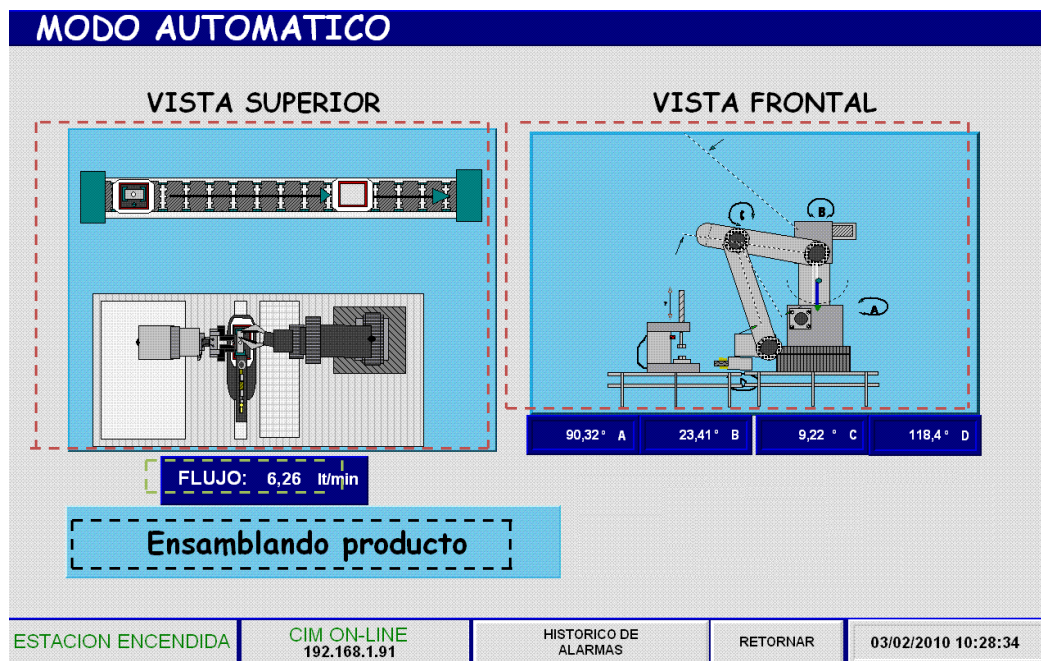 MODO AUTOMATICO
VISTA SUPERIOR
VISTA FRONTAL
C
B
A
D
90,32° A
23,41° B
9,22 ° C
118,4° D
FLUJO: 6,26 lt/min
Ensamblando producto
ESTACION ENCENDIDA
CIM ON-LINE
192.168.1.91
HISTORICO DE
ALARMAS
RETORNAR
03/02/2010 10:28:34